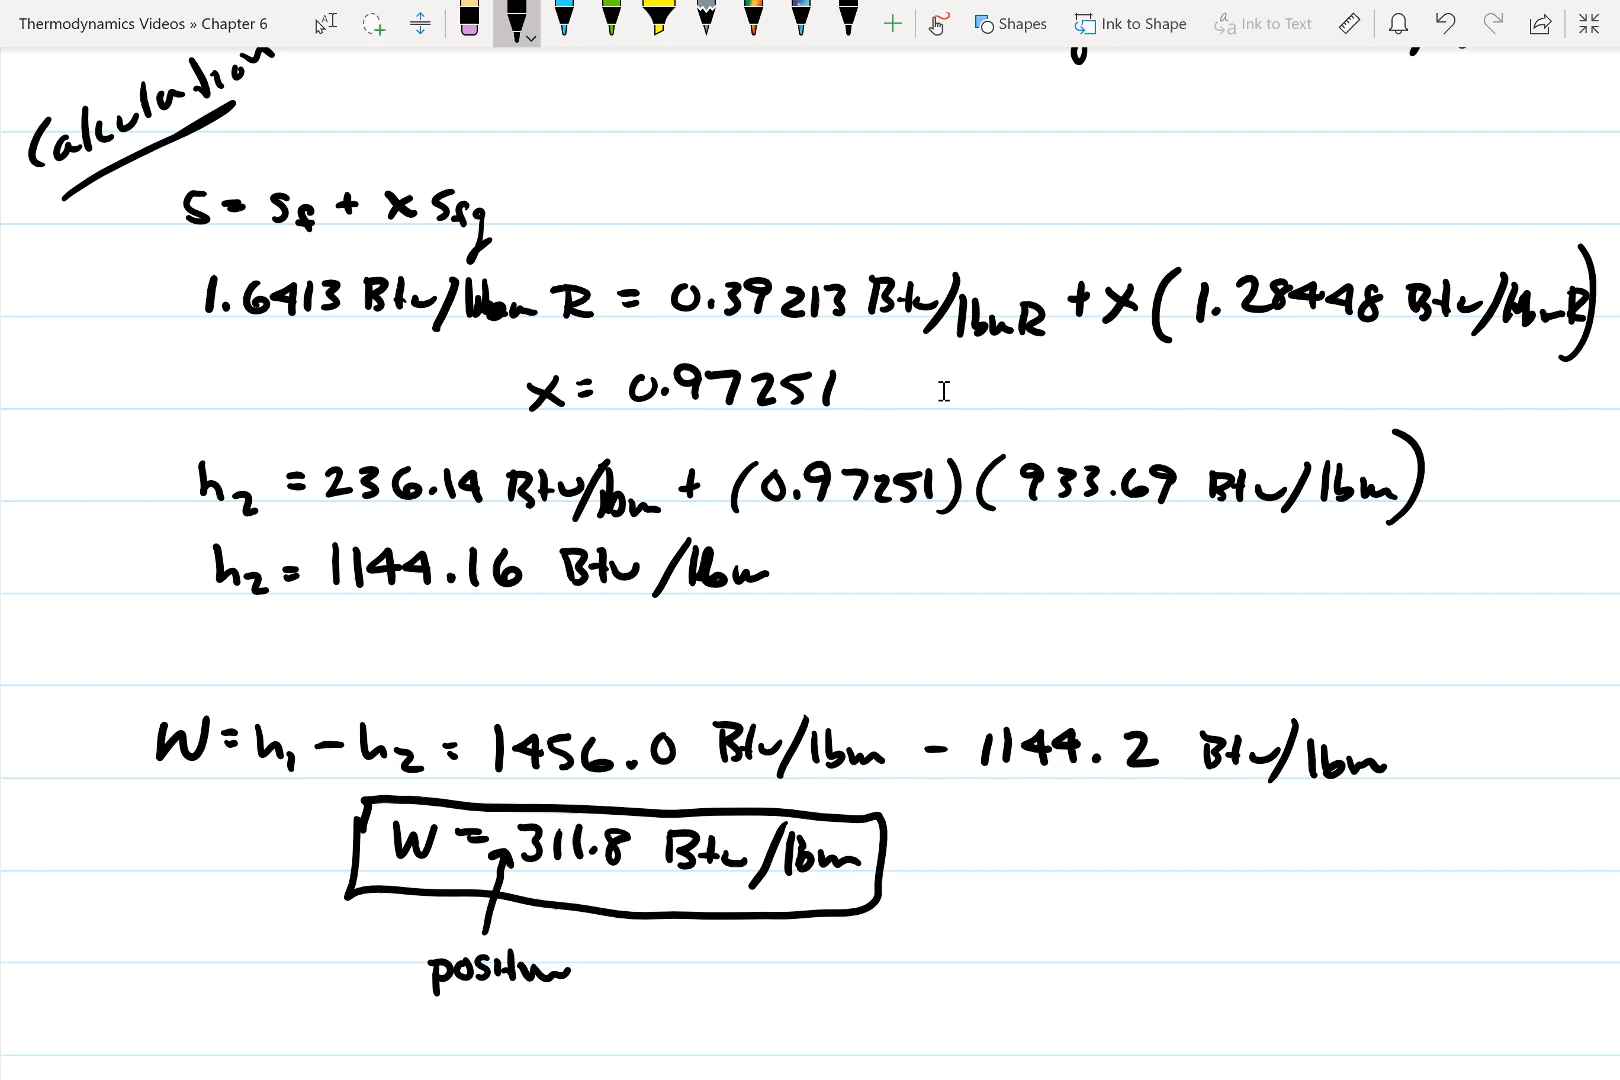 Thermodynamics Videos » Chapter 6
Shapes
Ink to Shape
Ink to Text
Calculation
s = sf + x sfg
1.6413 Btu/lbm R = 0.39213 Btu/lbm R + x (1.28448 Btu/lbm R)
x = 0.97251
h2 = 236.14 Btu/lbm + (0.97251)(933.69 Btu/lbm)
h2 = 1144.16 Btu/lbm
W = h1 - h2 = 1456.0 Btu/lbm - 1144.2 Btu/lbm
W = 311.8 Btu/lbm
positive